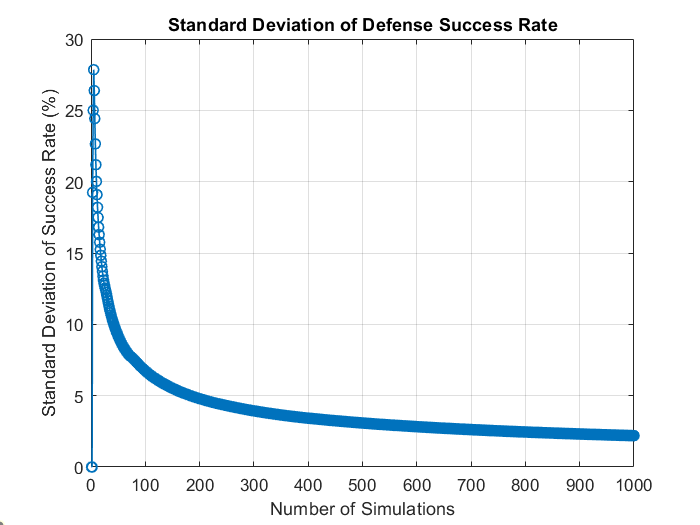 Standard Deviation of Defense Success Rate
Standard Deviation of Success Rate (%)
30
25
20
15
10
5
0
0 100 200 300 400 500 600 700 800 900 1000
Number of Simulations